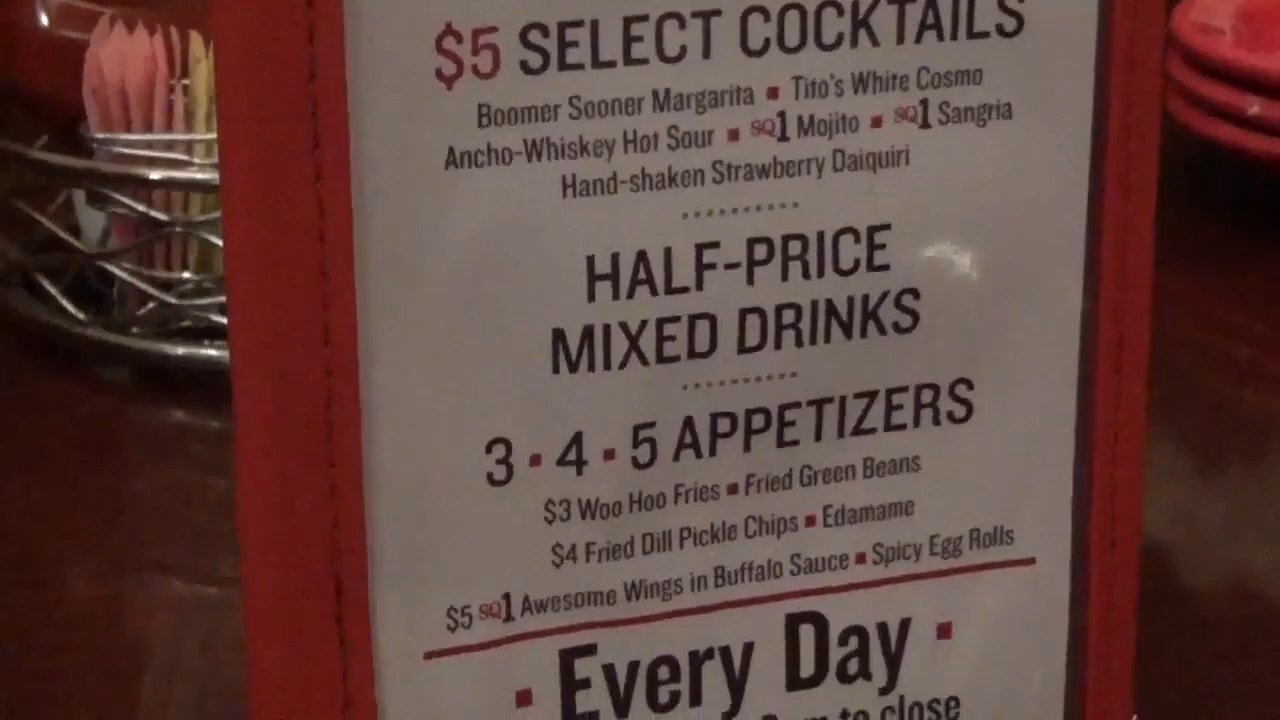 $5 SELECT COCKTAILS
Boomer Sooner Margarita ▪ Tito's White Cosmo
Ancho-Whiskey Hot Sour ▪ SQ1 Mojito ▪ SQ1 Sangria
Hand-shaken Strawberry Daiquiri
HALF-PRICE
MIXED DRINKS
3 ▪ 4 ▪ 5 APPETIZERS
$3 Woo Hoo Fries ▪ Fried Green Beans
$4 Fried Dill Pickle Chips ▪ Edamame
$5 SQ1 Awesome Wings in Buffalo Sauce ▪ Spicy Egg Rolls
▪ Every Day ▪
to close